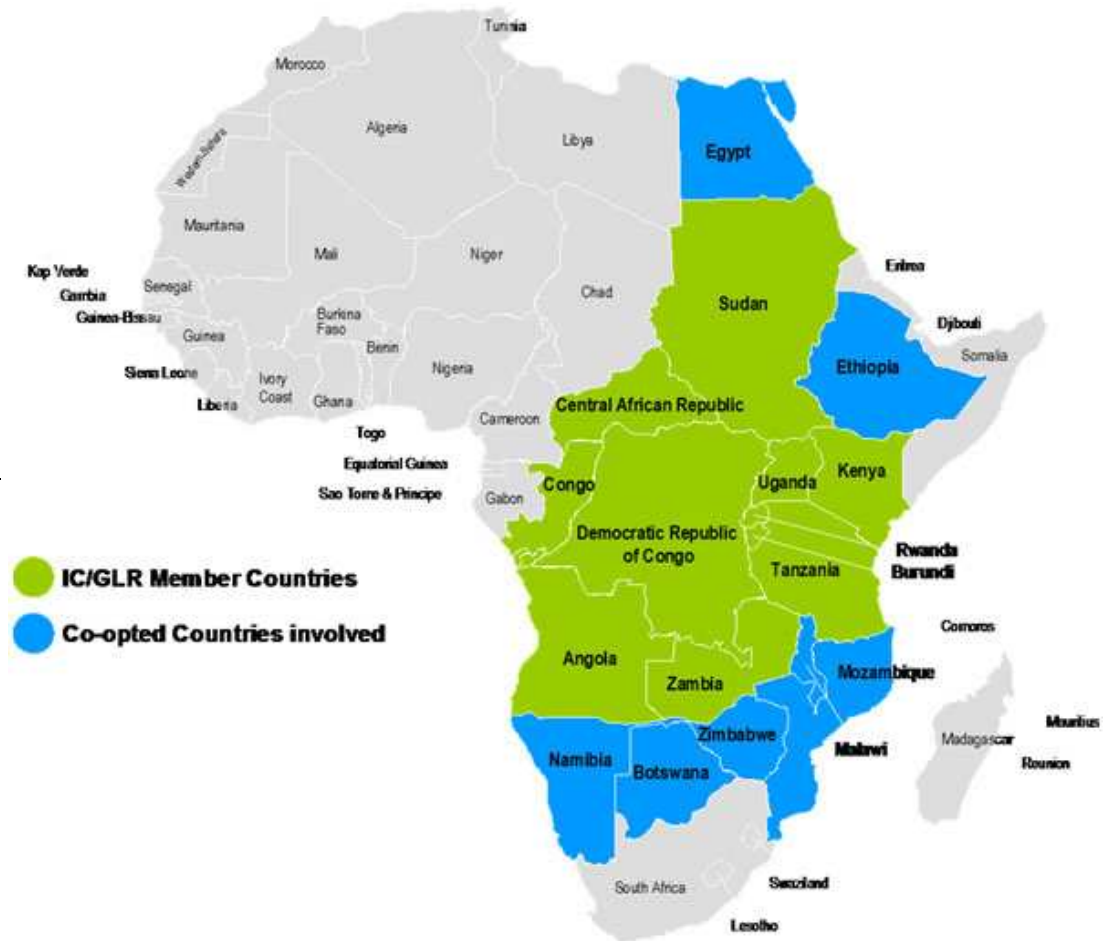 Tunisia
Morocco
Algeria
Libya
Egypt
Mauritania
Mali
Niger
Chad
Sudan
Eritrea
Kap Verde
Senegal
Gambia
Guinea-Bissau
Guinea
Burkina
Faso
Benin
Nigeria
Djibouti
Somalia
Ethiopia
Sierra Leone
Ivory
Coast
Ghana
Liberia
Cameroon
Central African Republic
Togo
Equatorial Guinea
Sao Tome & Principe
Gabon
Congo
Uganda
Kenya
Democratic Republic
of Congo
Rwanda
Burundi
Tanzania
IC/GLR Member Countries
Co-opted Countries involved
Comoros
Angola
Zambia
Mozambique
Malawi
Zimbabwe
Namibia
Botswana
Madagascar
Mauritius
Reunion
South Africa
Swaziland
Lesotho